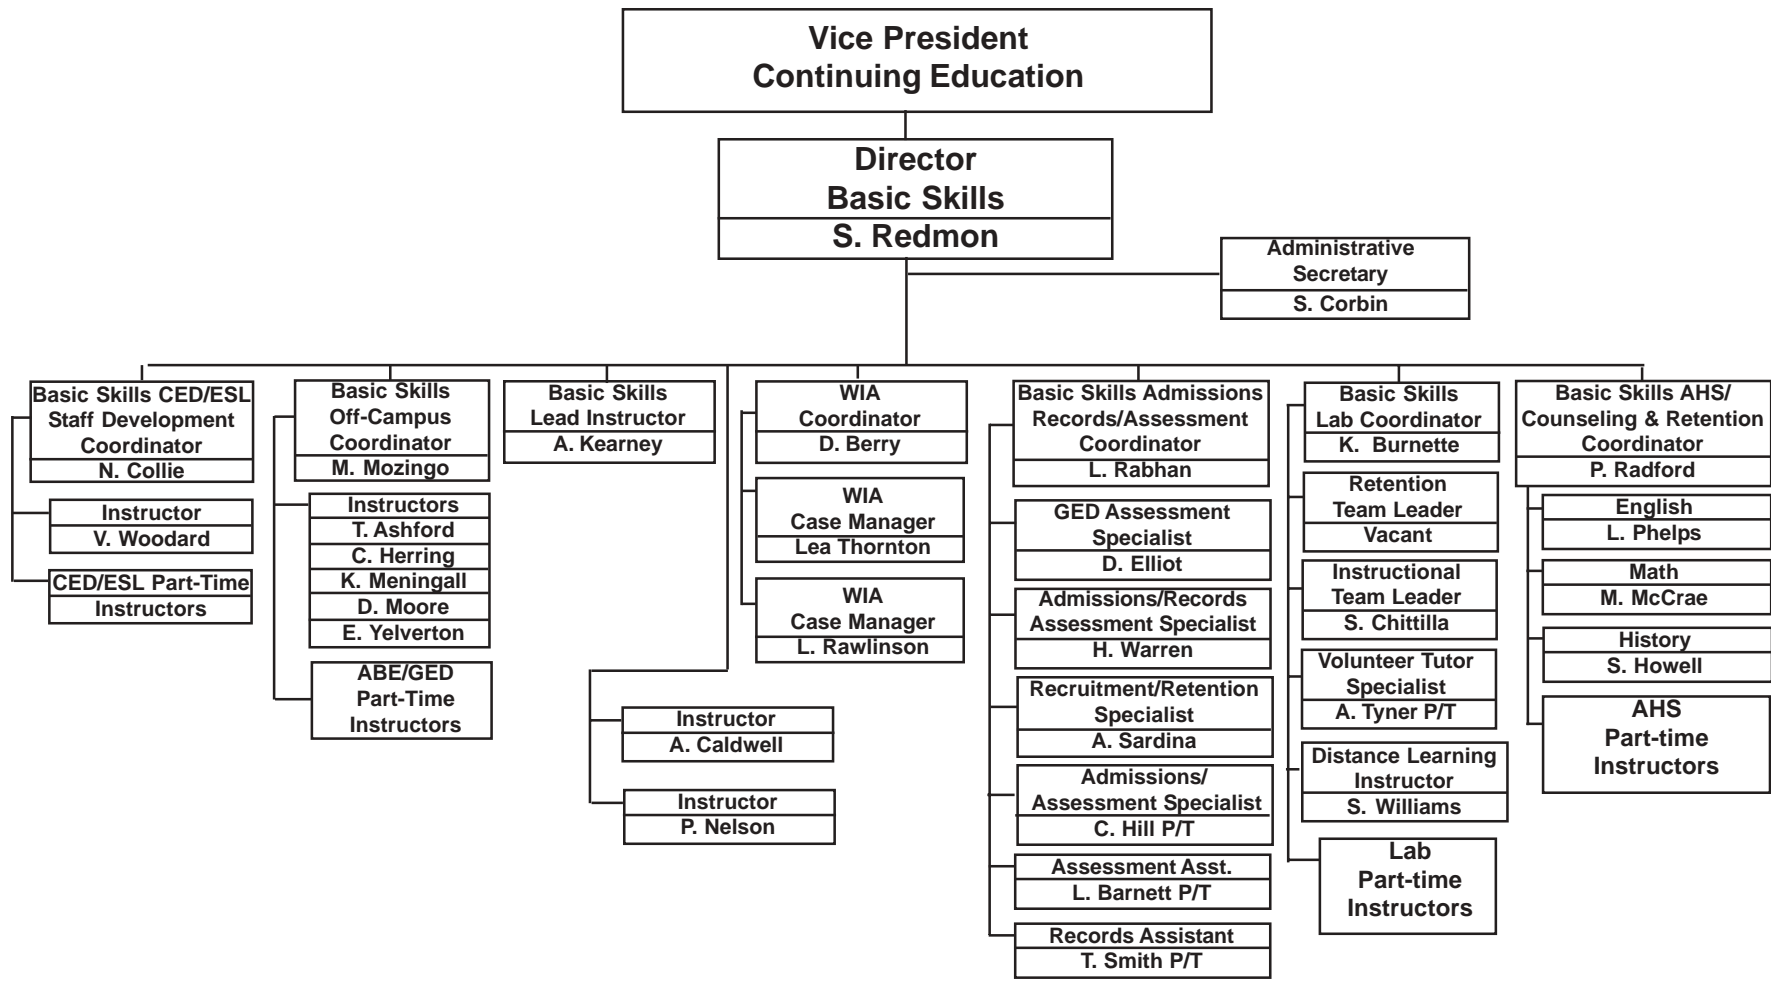 Vice President
Continuing Education
Director
Basic Skills
S. Redmon
Administrative
Secretary
S. Corbin
Basic Skills CED/ESL
Staff Development
Coordinator
N. Collie
Instructor
V. Woodard
CED/ESL Part-Time
Instructors
Basic Skills
Off-Campus
Coordinator
M. Mozingo
Instructors
T. Ashford
C. Herring
K. Meningall
D. Moore
E. Yelverton
ABE/GED
Part-Time
Instructors
Basic Skills
Lead Instructor
A. Kearney
Instructor
A. Caldwell
Instructor
P. Nelson
WIA
Coordinator
D. Berry
WIA
Case Manager
Lea Thornton
WIA
Case Manager
L. Rawlinson
Basic Skills Admissions
Records/Assessment
Coordinator
L. Rabhan
GED Assessment
Specialist
D. Elliot
Admissions/Records
Assessment Specialist
H. Warren
Recruitment/Retention
Specialist
A. Sardina
Admissions/
Assessment Specialist
C. Hill P/T
Assessment Asst.
L. Barnett P/T
Records Assistant
T. Smith P/T
Basic Skills
Lab Coordinator
K. Burnette
Retention
Team Leader
Vacant
Instructional
Team Leader
S. Chittilla
Volunteer Tutor
Specialist
A. Tyner P/T
Distance Learning
Instructor
S. Williams
Lab
Part-time
Instructors
Basic Skills AHS/
Counseling & Retention
Coordinator
P. Radford
English
L. Phelps
Math
M. McCrae
History
S. Howell
AHS
Part-time
Instructors